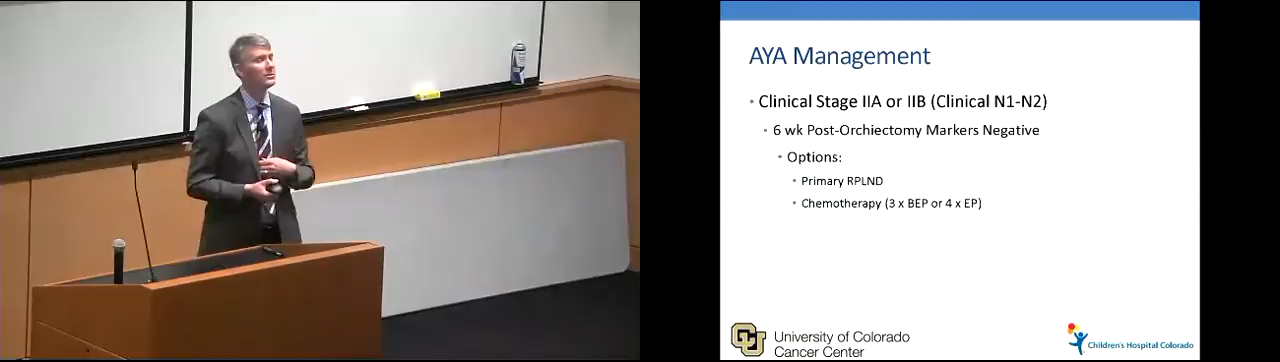 AYA Management
• Clinical Stage IIA or IIB (Clinical N1-N2)
• 6 wk Post-Orchiectomy Markers Negative
• Options:
• Primary RPLND
• Chemotherapy (3 x BEP or 4 x EP)
CU
University of Colorado
Cancer Center
Children's Hospital Colorado